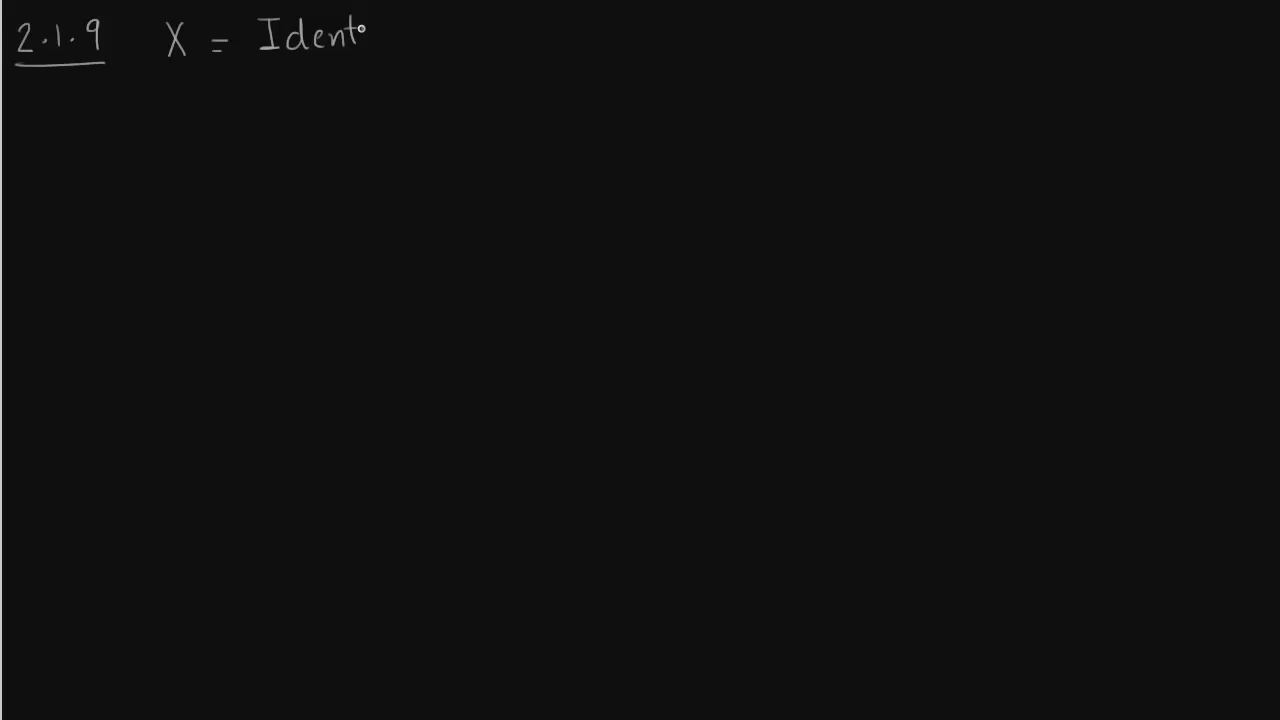 2.1.9 X = Ident